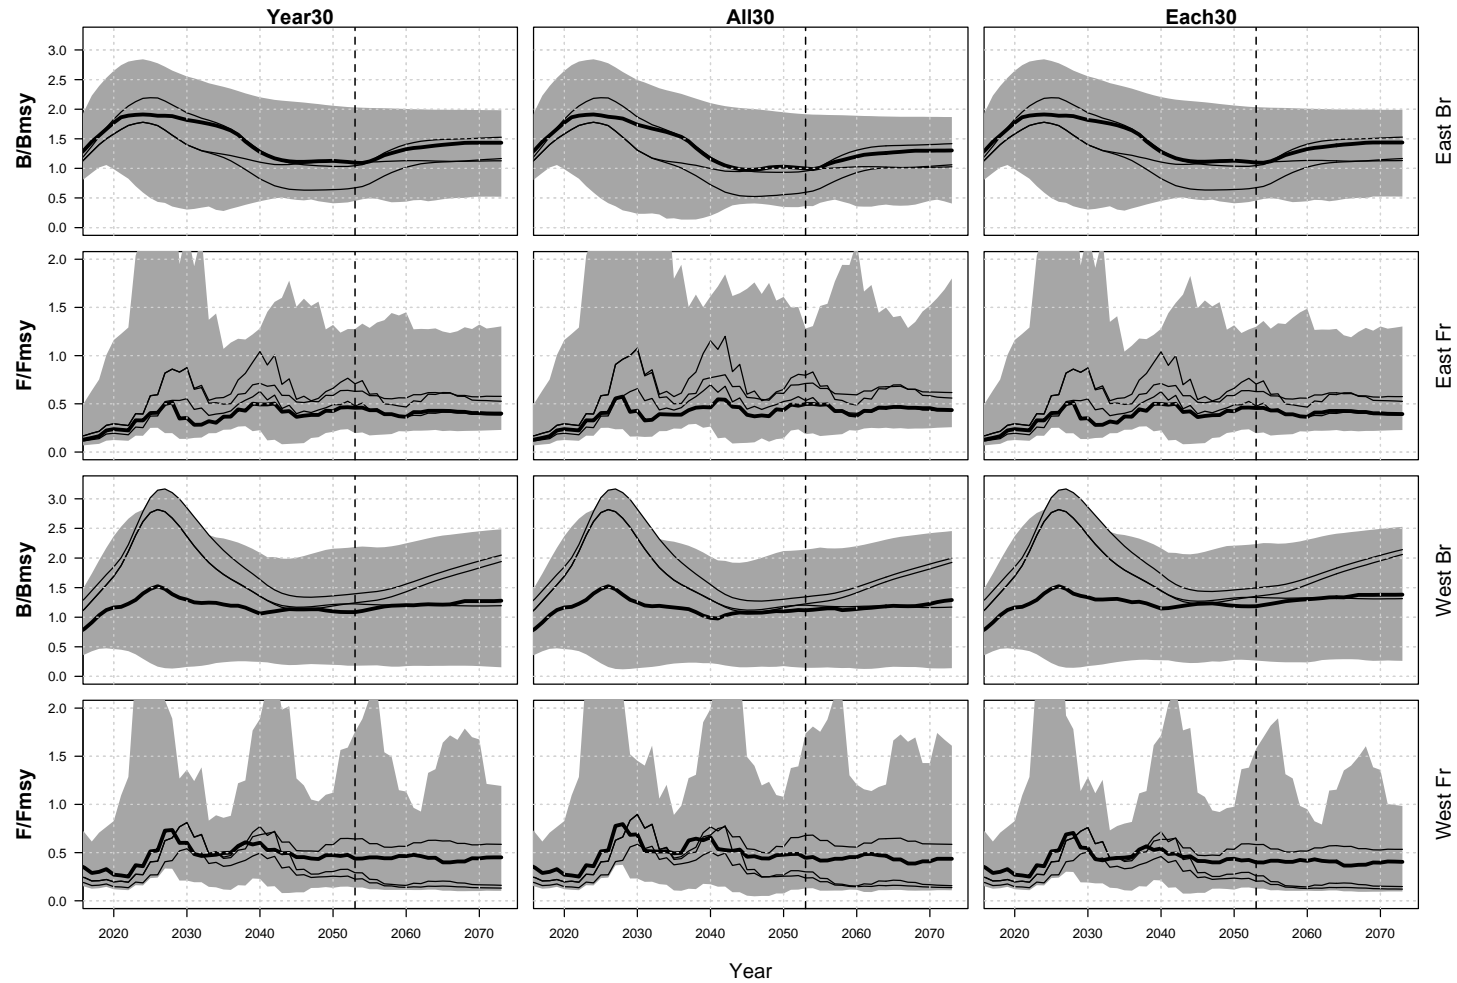 Year30 All30 Each30
B/Bmsy 3.0 2.5 2.0 1.5 1.0 0.5 0.0 East Br
F/Fmsy 2.0 1.5 1.0 0.5 0.0 East Fr
B/Bmsy 3.0 2.5 2.0 1.5 1.0 0.5 0.0 West Br
F/Fmsy 2.0 1.5 1.0 0.5 0.0 West Fr
2020 2030 2040 2050 2060 2070 2020 2030 2040 2050 2060 2070 2020 2030 2040 2050 2060 2070
Year